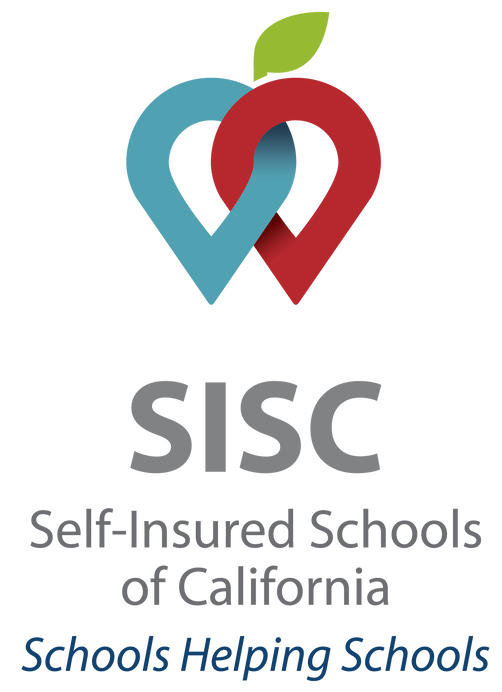 SISC
Self-Insured Schools
of California
Schools Helping Schools